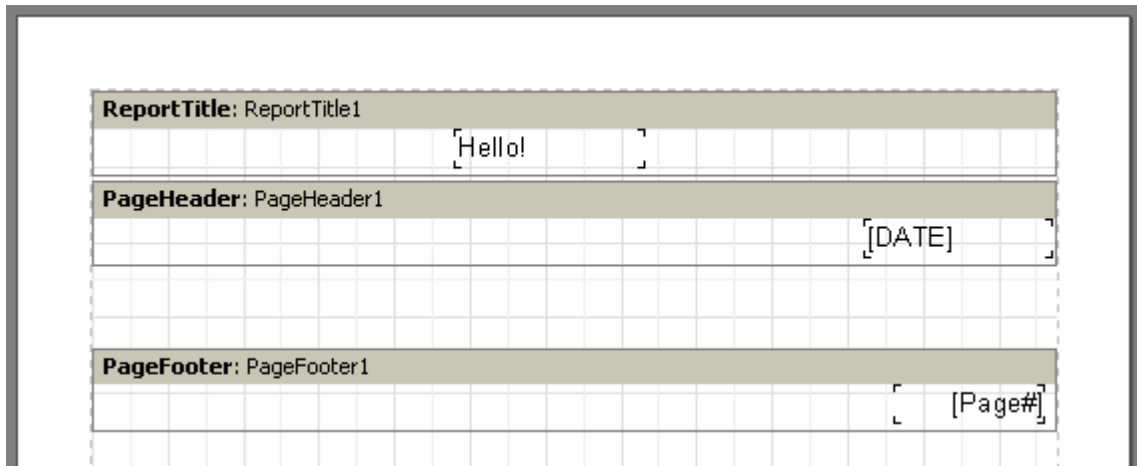 ReportTitle: ReportTitle1
Hello!
PageHeader: PageHeader1
[DATE]
PageFooter: PageFooter1
[Page#]